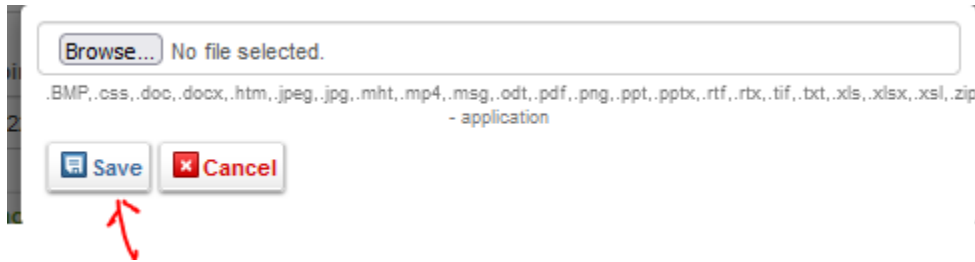 Browse... No file selected.
.BMP,.css,.doc,.docx,.htm,.jpeg,.jpg,.mht,.mp4,.msg,.odt,.pdf,.png,.ppt,.pptx,.rtf,.rtx,.tif,.txt,.xls,.xlsx,.xsl,.zip
- application
Save Cancel